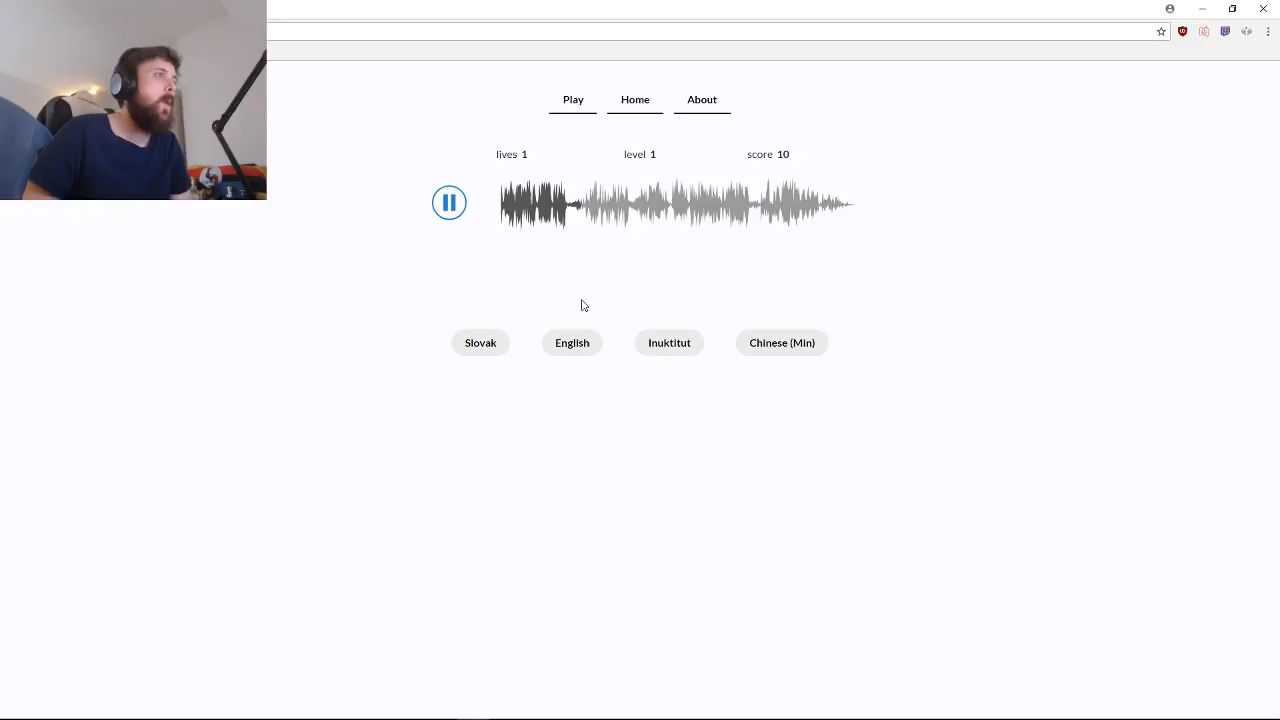 Play Home About
lives 1 level 1 score 10
Slovak English Inuktitut Chinese (Min)